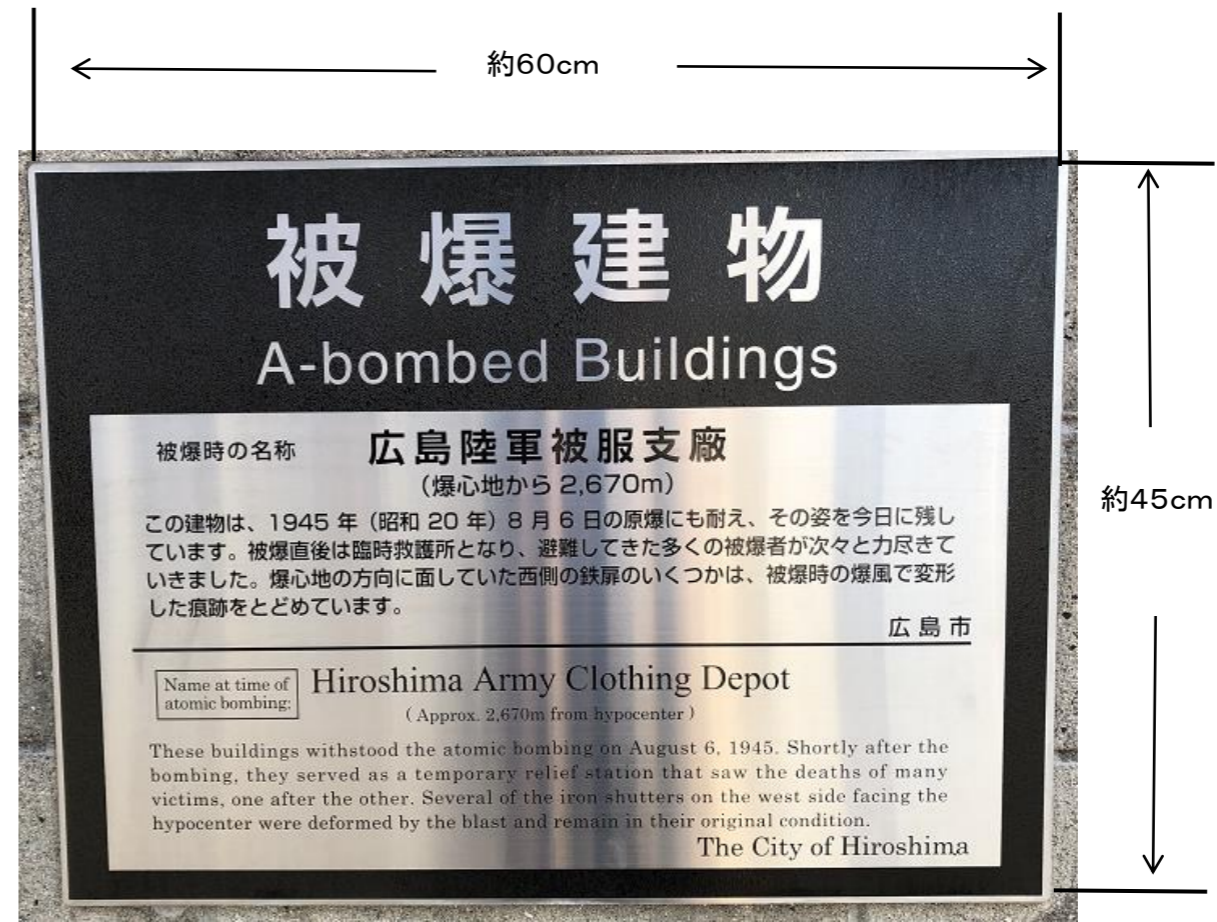 約60cm
被爆建物
A-bombed Buildings
被爆時の名称 広島陸軍被服支廠
（爆心地から 2,670m）
この建物は、1945 年（昭和 20 年）8 月 6 日の原爆にも耐え、その姿を今日に残し
ています。被爆直後は臨時救護所となり、避難してきた多くの被爆者が次々と力尽きて
いきました。爆心地の方向に面していた西側の鉄扉のいくつかは、被爆時の爆風で変形
した痕跡をとどめています。
広島市
Name at time of
atomic bombing:
Hiroshima Army Clothing Depot
( Approx. 2,670m from hypocenter )
These buildings withstood the atomic bombing on August 6, 1945. Shortly after the
bombing, they served as a temporary relief station that saw the deaths of many
victims, one after the other. Several of the iron shutters on the west side facing the
hypocenter were deformed by the blast and remain in their original condition.
The City of Hiroshima
約45cm